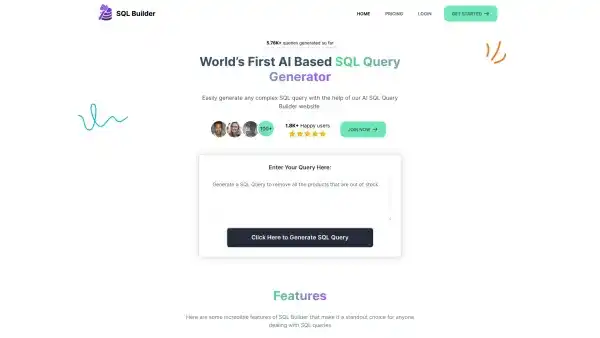 SQL Builder
HOME PRICING LOGIN GET STARTED →
5.76K+ queries generated so far
World's First AI Based SQL Query
Generator
Easily generate any complex SQL query with the help of our AI SQL Query
Builder website
100+
1.8K+ Happy users
JOIN NOW →
Enter Your Query Here:
Generate a SQL Query to remove all the products that are out of stock
Click Here to Generate SQL Query
Features
Here are some incredible features of SQL Builder that make it a standout choice for anyone
dealing with SQL queries